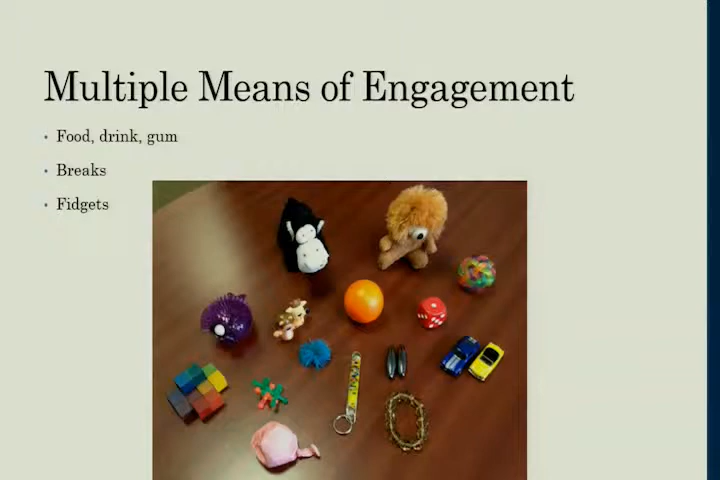 Multiple Means of Engagement
Food, drink, gum
Breaks
Fidgets